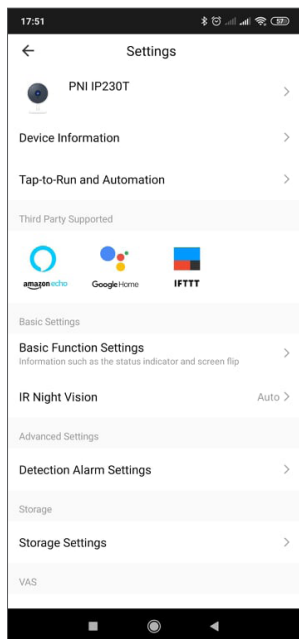 17:51
57
Settings
PNI IP230T
Device Information
Tap-to-Run and Automation
Third Party Supported
amazon echo
Google Home
IFTTT
Basic Settings
Basic Function Settings
Information such as the status indicator and screen flip
IR Night Vision
Auto
Advanced Settings
Detection Alarm Settings
Storage
Storage Settings
VAS